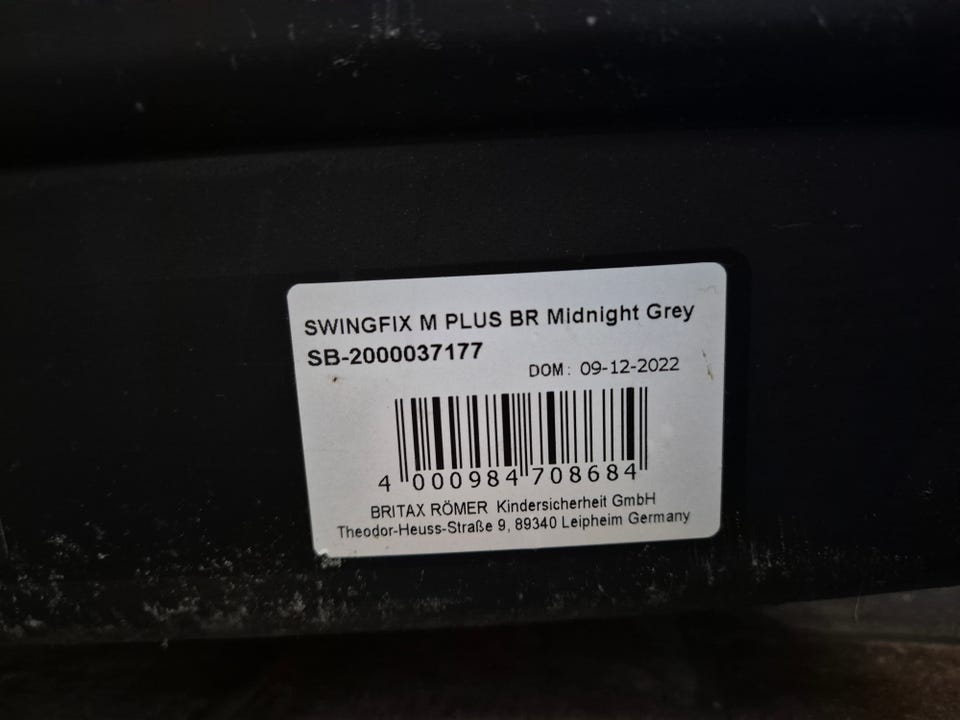 SWINGFIX M PLUS BR Midnight Grey
SB-2000037177
DOM: 09-12-2022
4 000984 708684
BRITAX RÖMER Kindersicherheit GmbH
Theodor-Heuss-Straße 9, 89340 Leipheim Germany